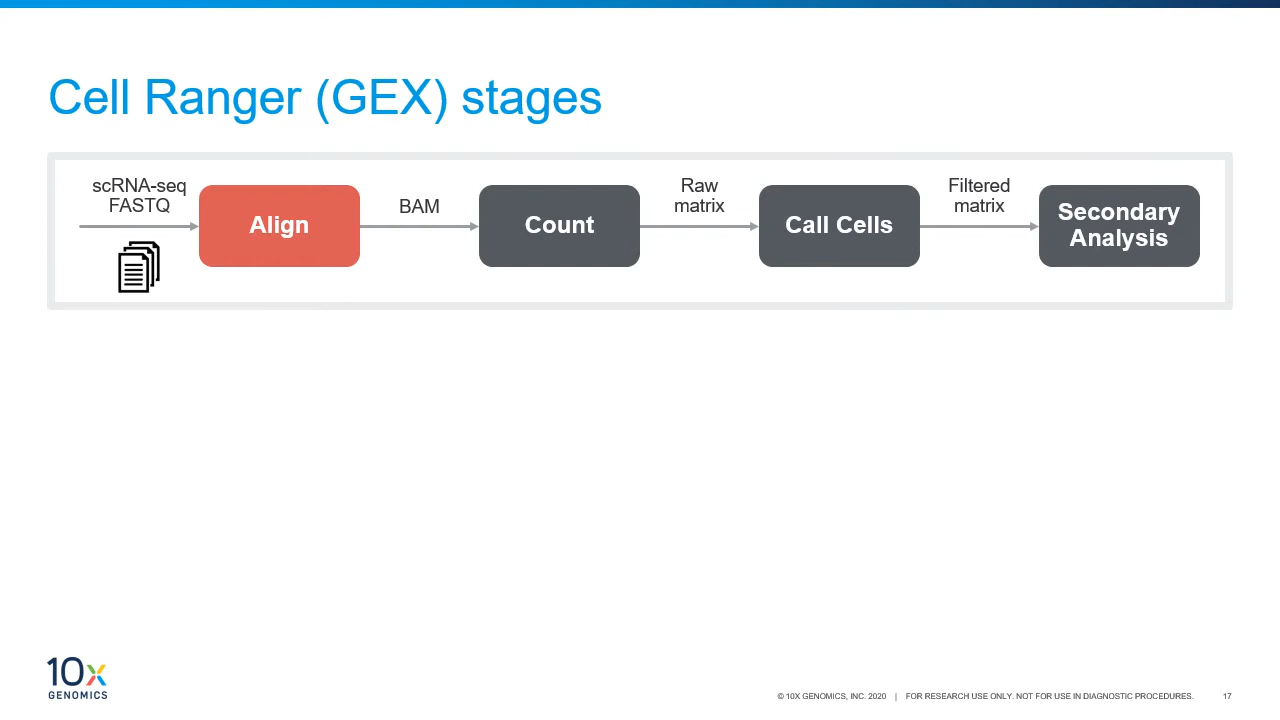 Cell Ranger (GEX) stages
scRNA-seq
FASTQ
Align
BAM
Count
Raw
matrix
Call Cells
Filtered
matrix
Secondary
Analysis
10x
GENOMICS
© 10X GENOMICS, INC. 2020 | FOR RESEARCH USE ONLY. NOT FOR USE IN DIAGNOSTIC PROCEDURES. 17